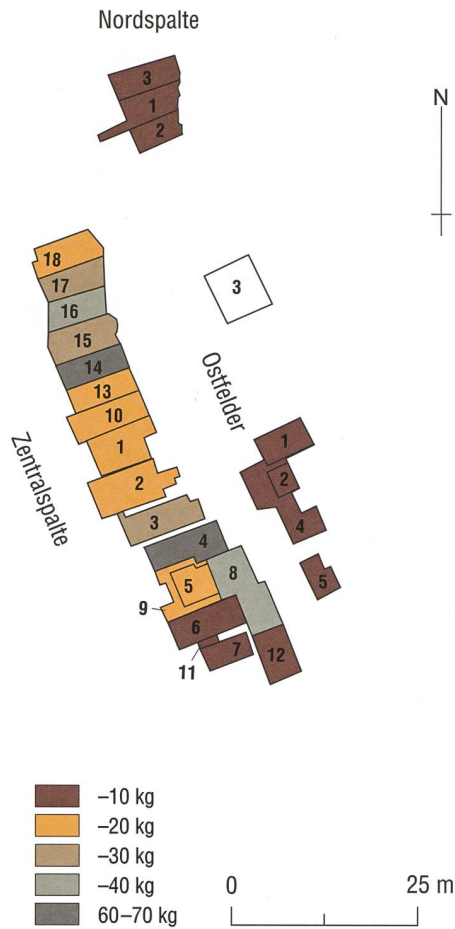 Nordspalte
3
1
2
N
18
17
16
15
14
13
10
1
2
3
4
5
8
9
6
7
11
12
Zentralspalte
3
Ostfelder
1
2
4
5
–10 kg
–20 kg
–30 kg
–40 kg
60–70 kg
0 25 m